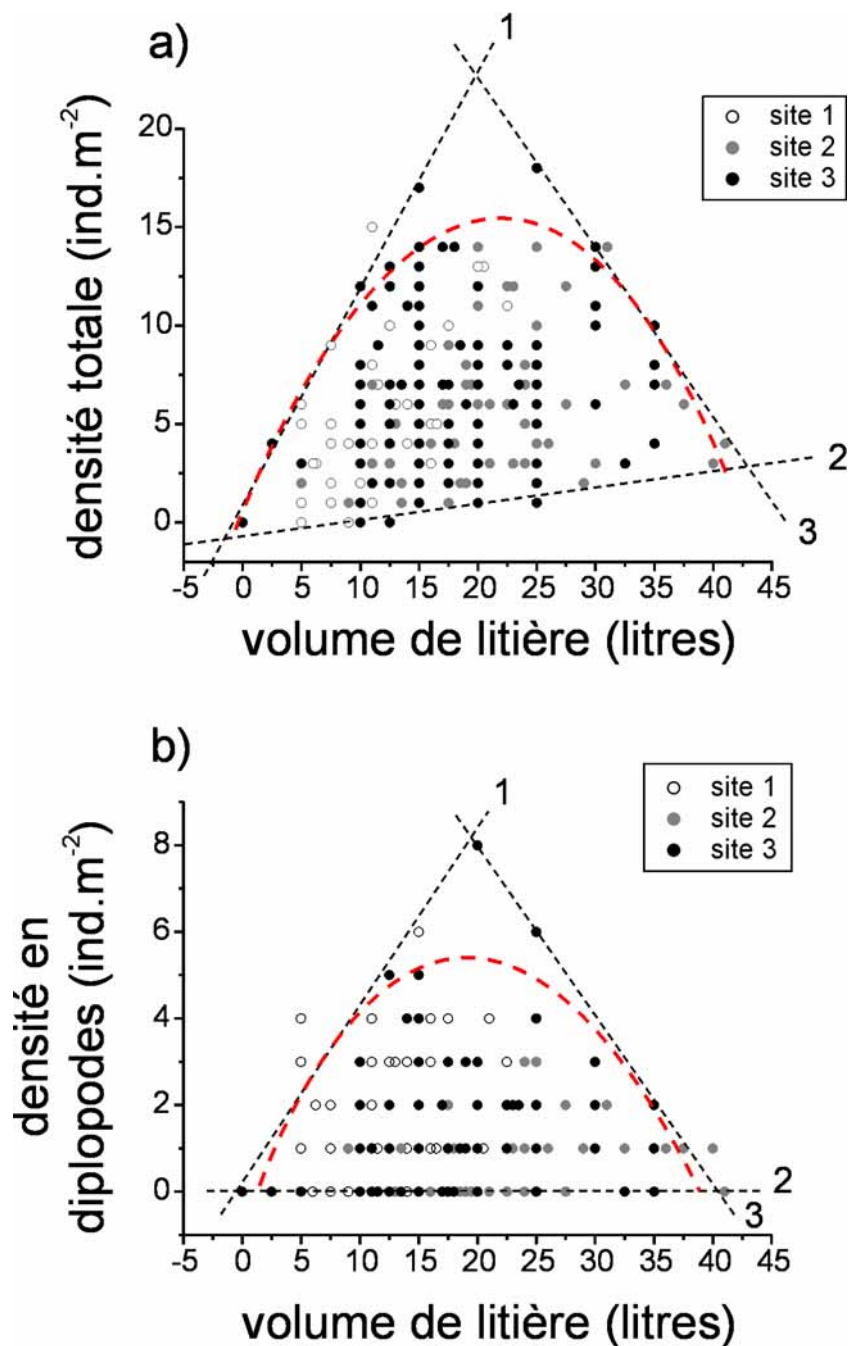 a)
1
site 1
site 2
site 3
20
15
10
5
0
densité totale (ind.m-2)
2
3
-5 0 5 10 15 20 25 30 35 40 45
volume de litière (litres)
b)
1
site 1
site 2
site 3
8
6
4
2
0
densité en
diplopodes (ind.m-2)
2
3
-5 0 5 10 15 20 25 30 35 40 45
volume de litière (litres)